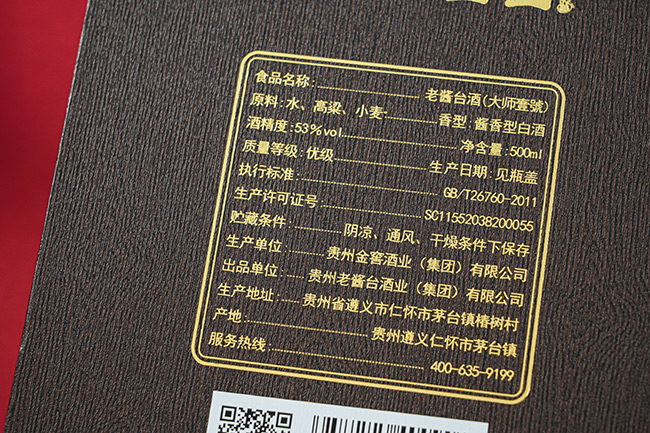 食品名称:老酱台酒(大师壹號)
原料:水、高粱、小麦 香型:酱香型白酒
酒精度:53%vol 净含量:500ml
质量等级:优级 生产日期:见瓶盖
执行标准:GB/T26760-2011
生产许可证号 SC11552038200055
贮藏条件:阴凉、通风、干燥条件下保存
生产单位:贵州金窖酒业(集团)有限公司
出品单位:贵州老酱台酒业(集团)有限公司
生产地址:贵州省遵义市仁怀市茅台镇椿树村
产地:贵州遵义仁怀市茅台镇
服务热线:400-635-9199